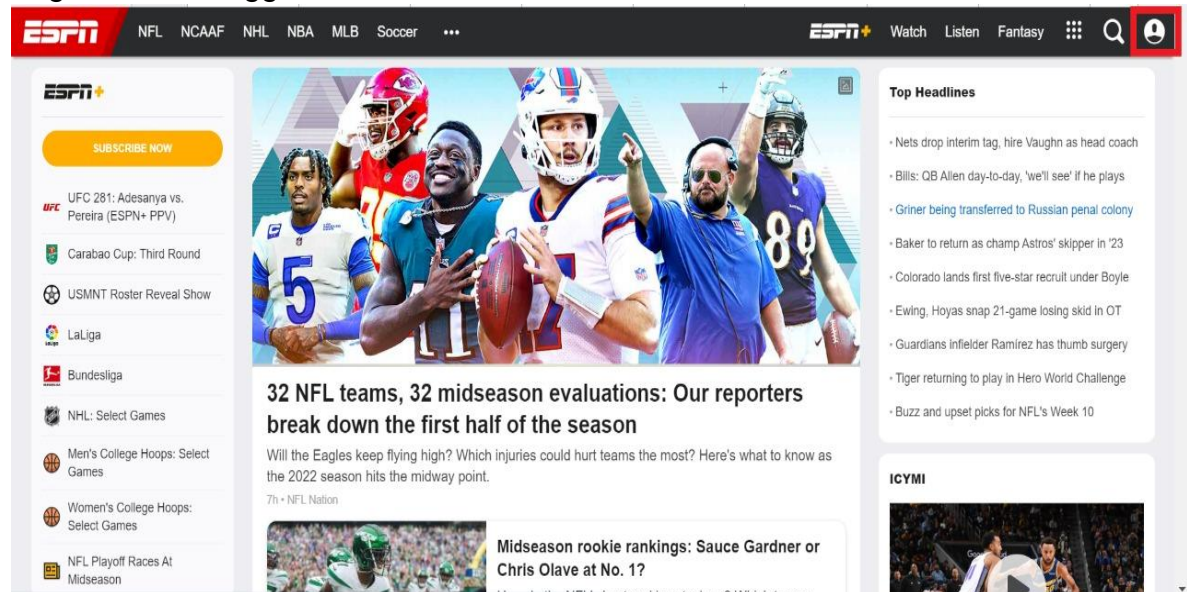 ESPN
NFL NCAAF NHL NBA MLB Soccer •••
ESPN+ Watch Listen Fantasy
ESPN+
SUBSCRIBE NOW
UFC
UFC 281: Adesanya vs.
Pereira (ESPN+ PPV)
Carabao Cup: Third Round
USMNT Roster Reveal Show
LaLiga
Bundesliga
NHL: Select Games
Men's College Hoops: Select
Games
Women's College Hoops:
Select Games
NFL Playoff Races At
Midseason
5
11
17
89
32 NFL teams, 32 midseason evaluations: Our reporters
break down the first half of the season
Will the Eagles keep flying high? Which injuries could hurt teams the most? Here's what to know as
the 2022 season hits the midway point.
7h • NFL Nation
Midseason rookie rankings: Sauce Gardner or
Chris Olave at No. 1?
Top Headlines
• Nets drop interim tag, hire Vaughn as head coach
• Bills: QB Allen day-to-day, 'we'll see' if he plays
• Griner being transferred to Russian penal colony
• Baker to return as champ Astros' skipper in '23
• Colorado lands first five-star recruit under Boyle
• Ewing, Hoyas snap 21-game losing skid in OT
• Guardians infielder Ramírez has thumb surgery
• Tiger returning to play in Hero World Challenge
• Buzz and upset picks for NFL's Week 10
ICYMI